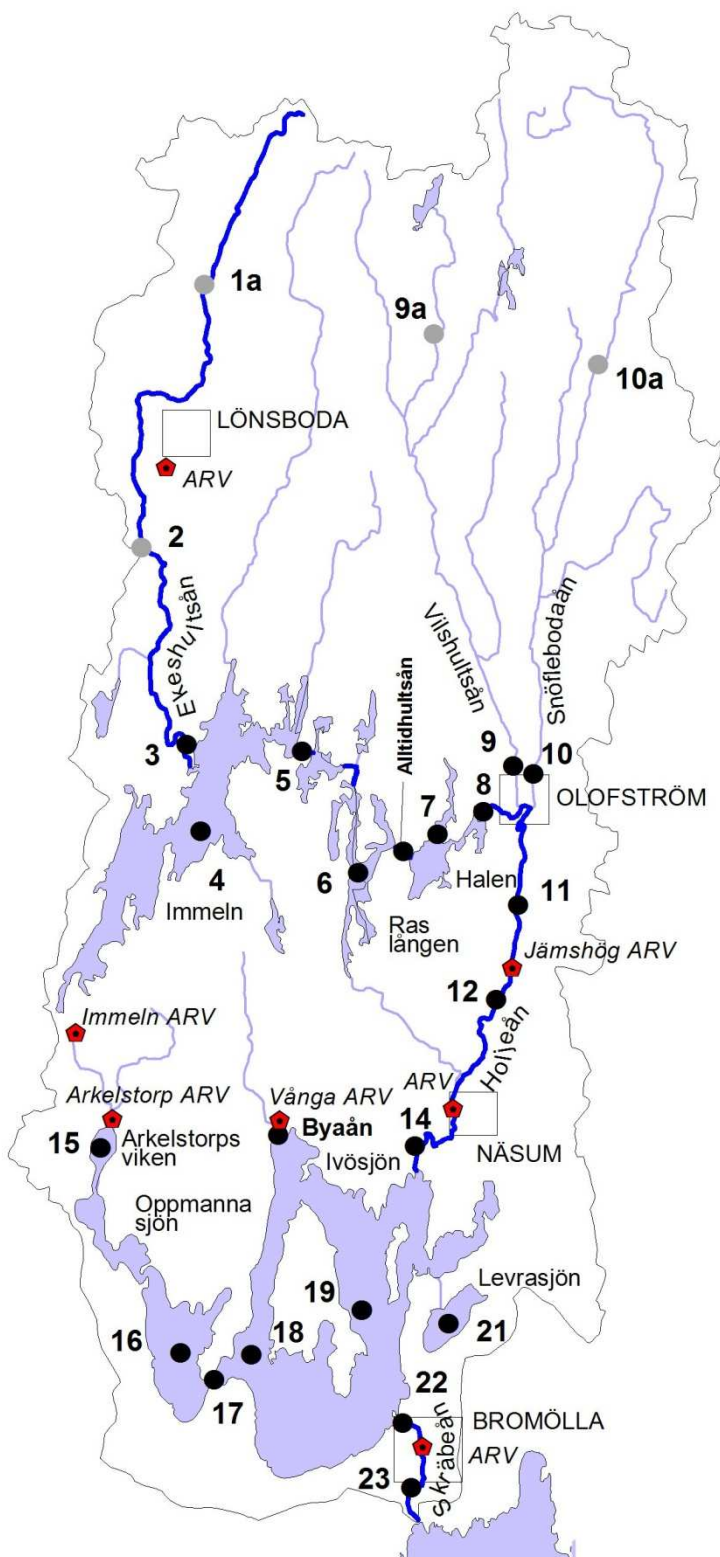 1a
9a
10a
LÖNSBODA
ARV
2
Ekeshultsån
Vilshultsån
Snöflebodaån
Alltidhultsån
3
5
9
10
7
8
OLOFSTRÖM
4
6
Halen
11
Immeln
Ras
lången
Jämshög ARV
12
Immeln ARV
Holjeån
Arkelstorp ARV
Vånga ARV
ARV
15
Arkelstorps
viken
Byaån
14
Ivösjön
NÄSUM
Oppmanna
sjön
Levrasjön
19
21
16
18
17
22
BROMÖLLA
Skräbeån
ARV
23